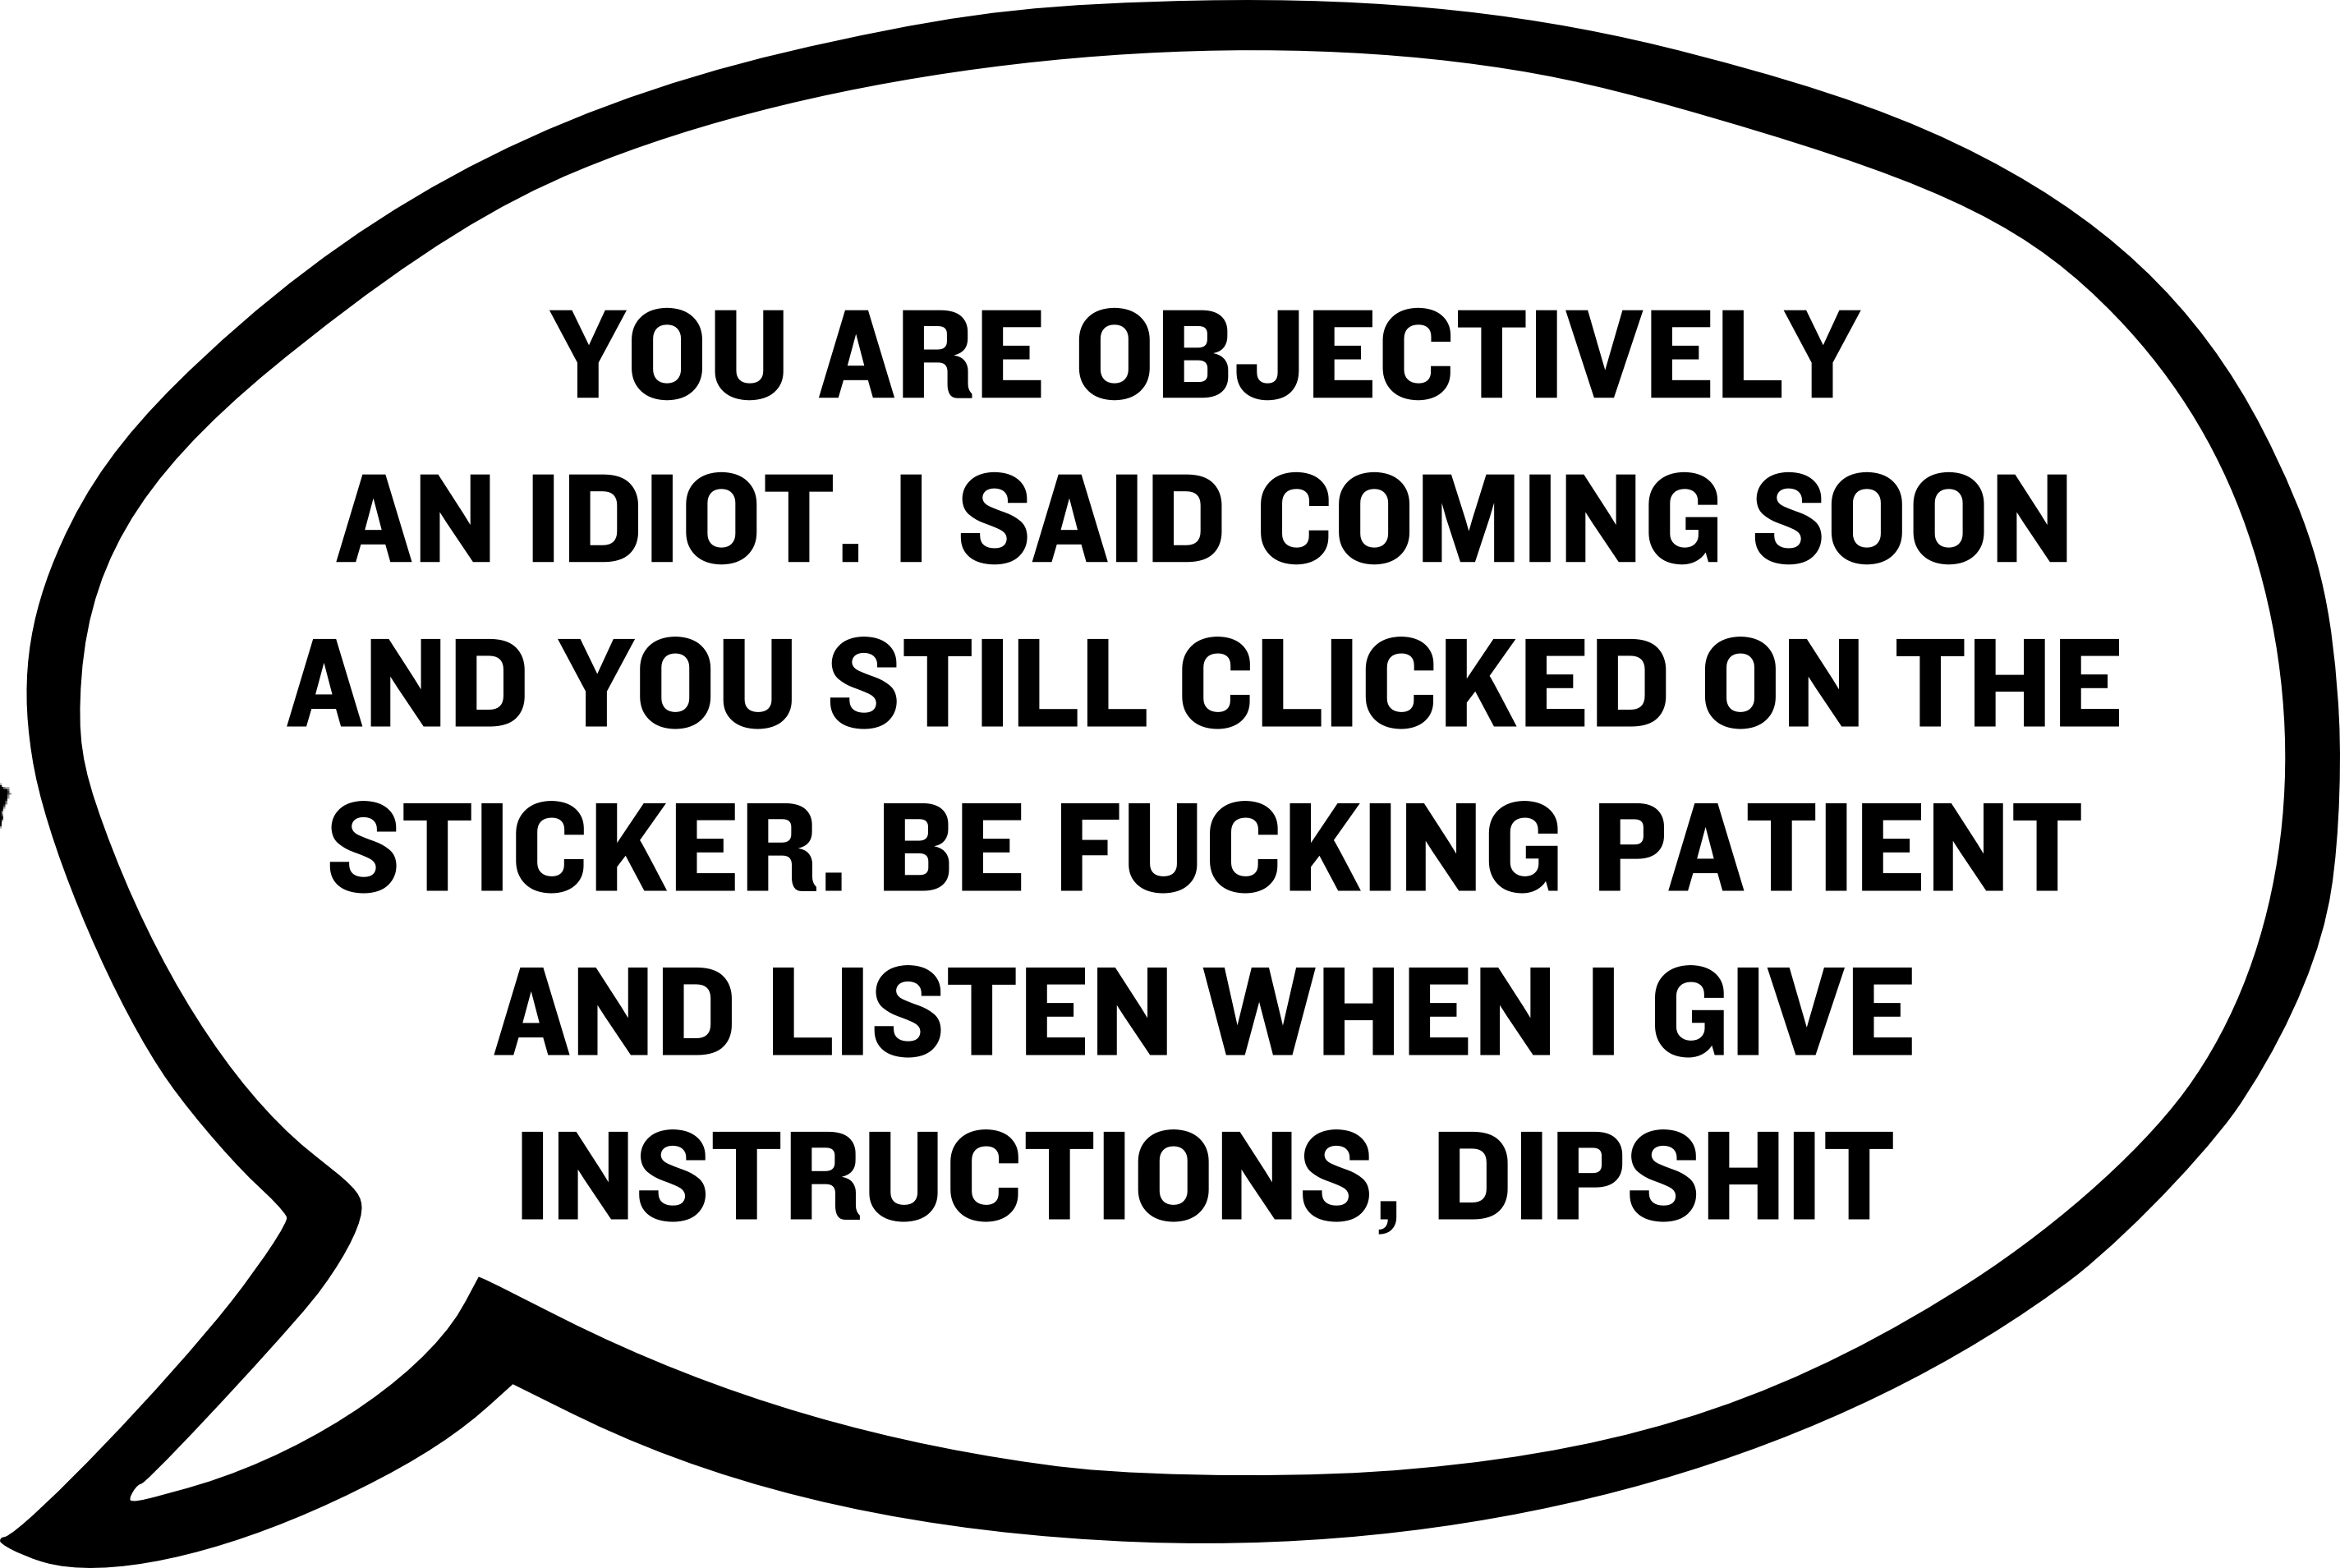 YOU ARE OBJECTIVELY
AN IDIOT. I SAID COMING SOON
AND YOU STILL CLICKED ON THE
STICKER. BE FUCKING PATIENT
AND LISTEN WHEN I GIVE
INSTRUCTIONS, DIPSHIT